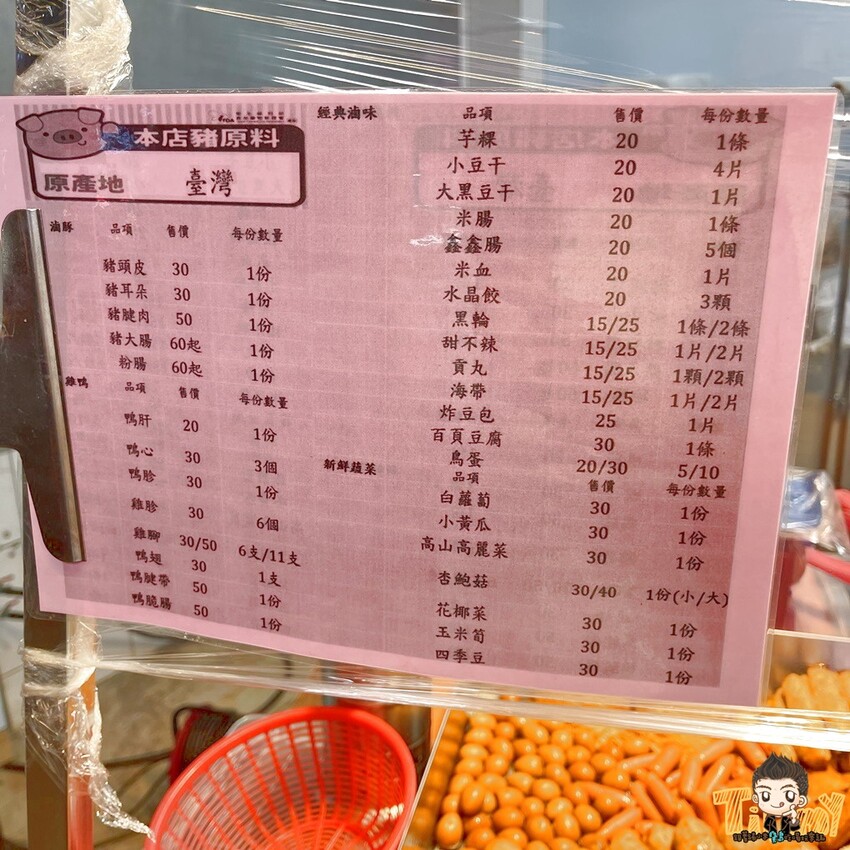 本店豬原料
原產地 臺灣
滷豚 品項 售價 每份數量
豬頭皮 30 1份
豬耳朵 30 1份
豬腱肉 50 1份
豬大腸 60起 1份
粉腸 60起 1份
雞鴨 品項 售價 每份數量
鴨肝 20 1份
鴨心 30 3個
鴨胗 30 1份
雞胗 30 6個
雞腳 30/50 6支/11支
鴨翅 30 1支
鴨腱帶 50 1份
鴨脆腸 50 1份
經典滷味 品項 售價 每份數量
芋粿 20 1條
小豆干 20 4片
大黑豆干 20 1片
米腸 20 1條
鑫鑫腸 20 5個
米血 20 1片
水晶餃 20 3顆
黑輪 15/25 1條/2條
甜不辣 15/25 1片/2片
貢丸 15/25 1顆/2顆
海帶 15/25 1片/2片
炸豆包 25 1片
百頁豆腐 30 1條
鳥蛋 20/30 5/10
新鮮蔬菜 品項 售價 每份數量
白蘿蔔 30 1份
小黃瓜 30 1份
高山高麗菜 30 1份
杏鮑菇 30/40 1份(小/大)
花椰菜 30 1份
玉米筍 30 1份
四季豆 30 1份